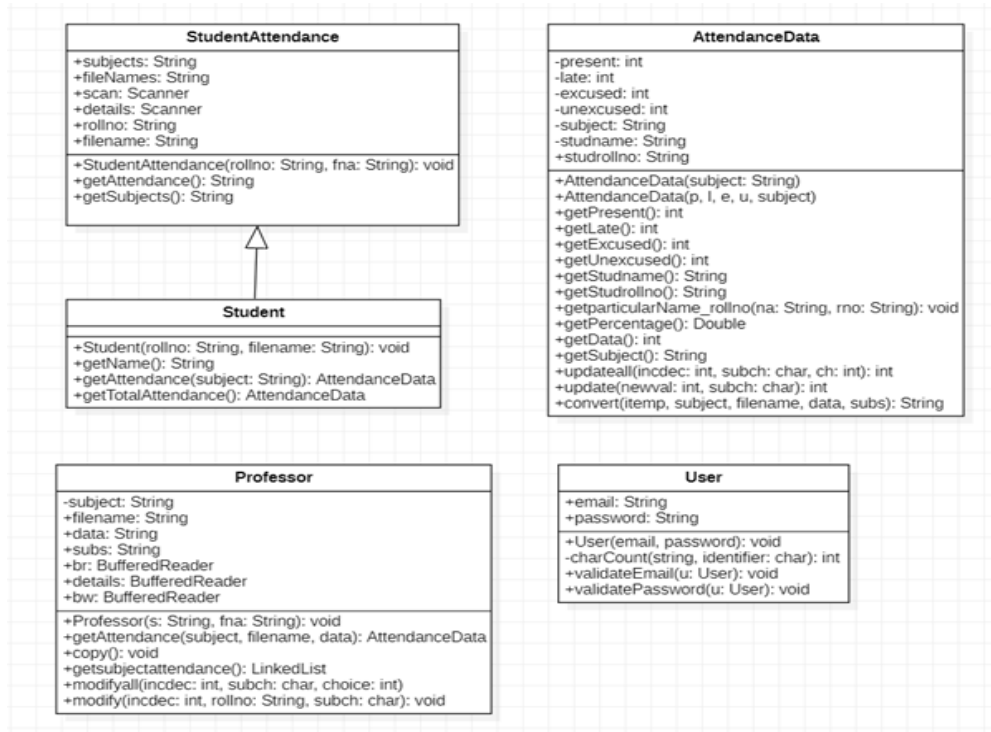 StudentAttendance
+subjects: String
+fileNames: String
+scan: Scanner
+details: Scanner
+rollno: String
+filename: String
+StudentAttendance(rollno: String, fna: String): void
+getAttendance(): String
+getSubjects(): String
AttendanceData
-present: int
-late: int
-excused: int
-unexcused: int
-subject: String
-studname: String
+studrollno: String
+AttendanceData(subject: String)
+AttendanceData(p, l, e, u, subject)
+getPresent(): int
+getLate(): int
+getExcused(): int
+getUnexcused(): int
+getStudname(): String
+getStudrollno(): String
+getparticularName_rollno(na: String, rno: String): void
+getPercentage(): Double
+getData(): int
+getSubject(): String
+updateall(incdec: int, subch: char, ch: int): int
+update(newval: int, subch: char): int
+convert(itemp, subject, filename, data, subs): String
Student
+Student(rollno: String, filename: String): void
+getName(): String
+getAttendance(subject: String): AttendanceData
+getTotalAttendance(): AttendanceData
Professor
-subject: String
+filename: String
+data: String
+subs: String
+br: BufferedReader
+details: BufferedReader
+bw: BufferedReader
+Professor(s: String, fna: String): void
+getAttendance(subject, filename, data): AttendanceData
+copy(): void
+getsubjectattendance(): LinkedList
+modifyall(incdec: int, subch: char, choice: int)
+modify(incdec: int, rollno: String, subch: char): void
User
+email: String
+password: String
+User(email, password): void
-charCount(string, identifier: char): int
+validateEmail(u: User): void
+validatePassword(u: User): void